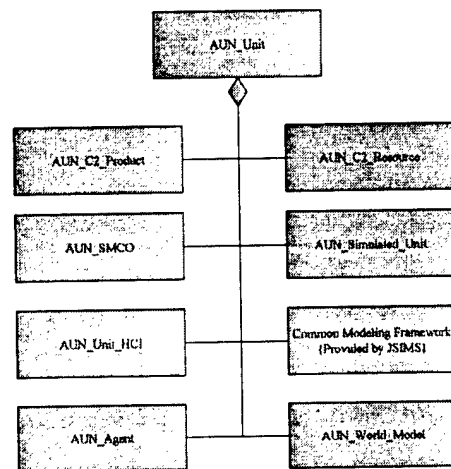 AUN_Unit
AUN_C2_Product
AUN_C2_Resource
AUN_SMCO
AUN_Simulated_Unit
AUN_Unit_HCI
Common Modeling Framework
{Provided by JSIMS}
AUN_Agent
AUN_World_Model